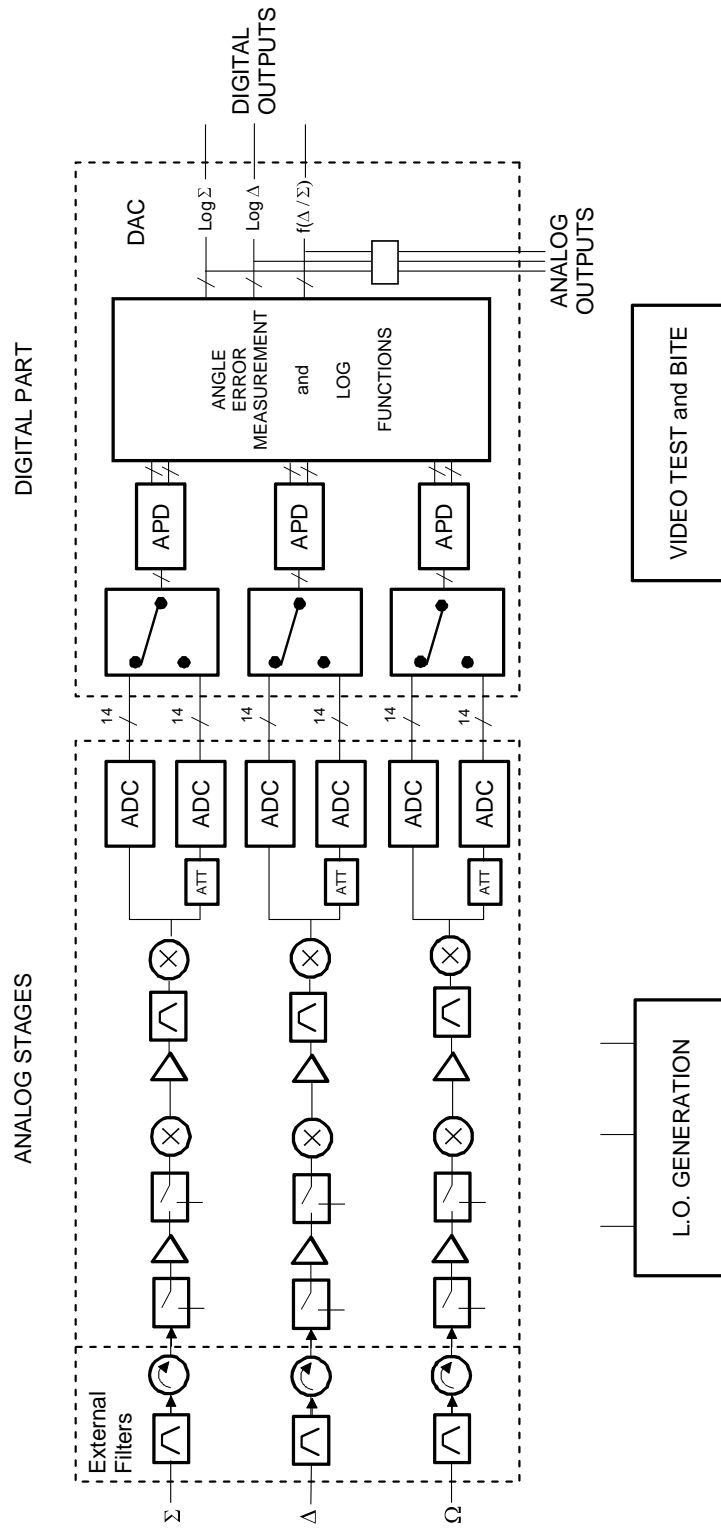 ANALOG STAGES
DIGITAL PART
External
Filters
Σ
Δ
Ω
ATT
ADC
ADC
14
14
ATT
ADC
ADC
14
14
ATT
ADC
ADC
14
14
APD
APD
APD
ANGLE
ERROR
MEASUREMENT
and
LOG
FUNCTIONS
DAC
Log Σ
Log Δ
f(Δ / Σ)
DIGITAL
OUTPUTS
ANALOG
OUTPUTS
L.O. GENERATION
VIDEO TEST and BITE